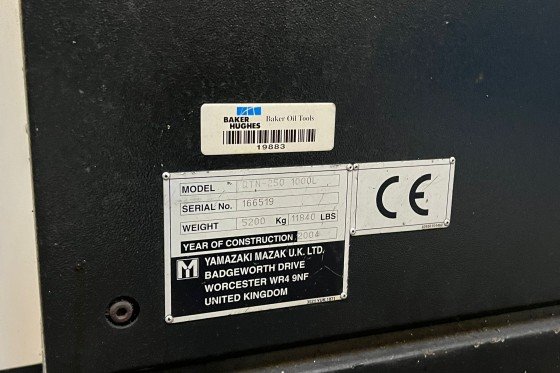 BAKER
HUGHES
Baker Oil Tools
19883
MODEL QTN-250 1000L
SERIAL No. 166519
WEIGHT 5200 Kg 11840 LBS
YEAR OF CONSTRUCTION 2004
M YAMAZAKI MAZAK U.K. LTD.
BADGEWORTH DRIVE
WORCESTER WR4 9NF
UNITED KINGDOM
CE